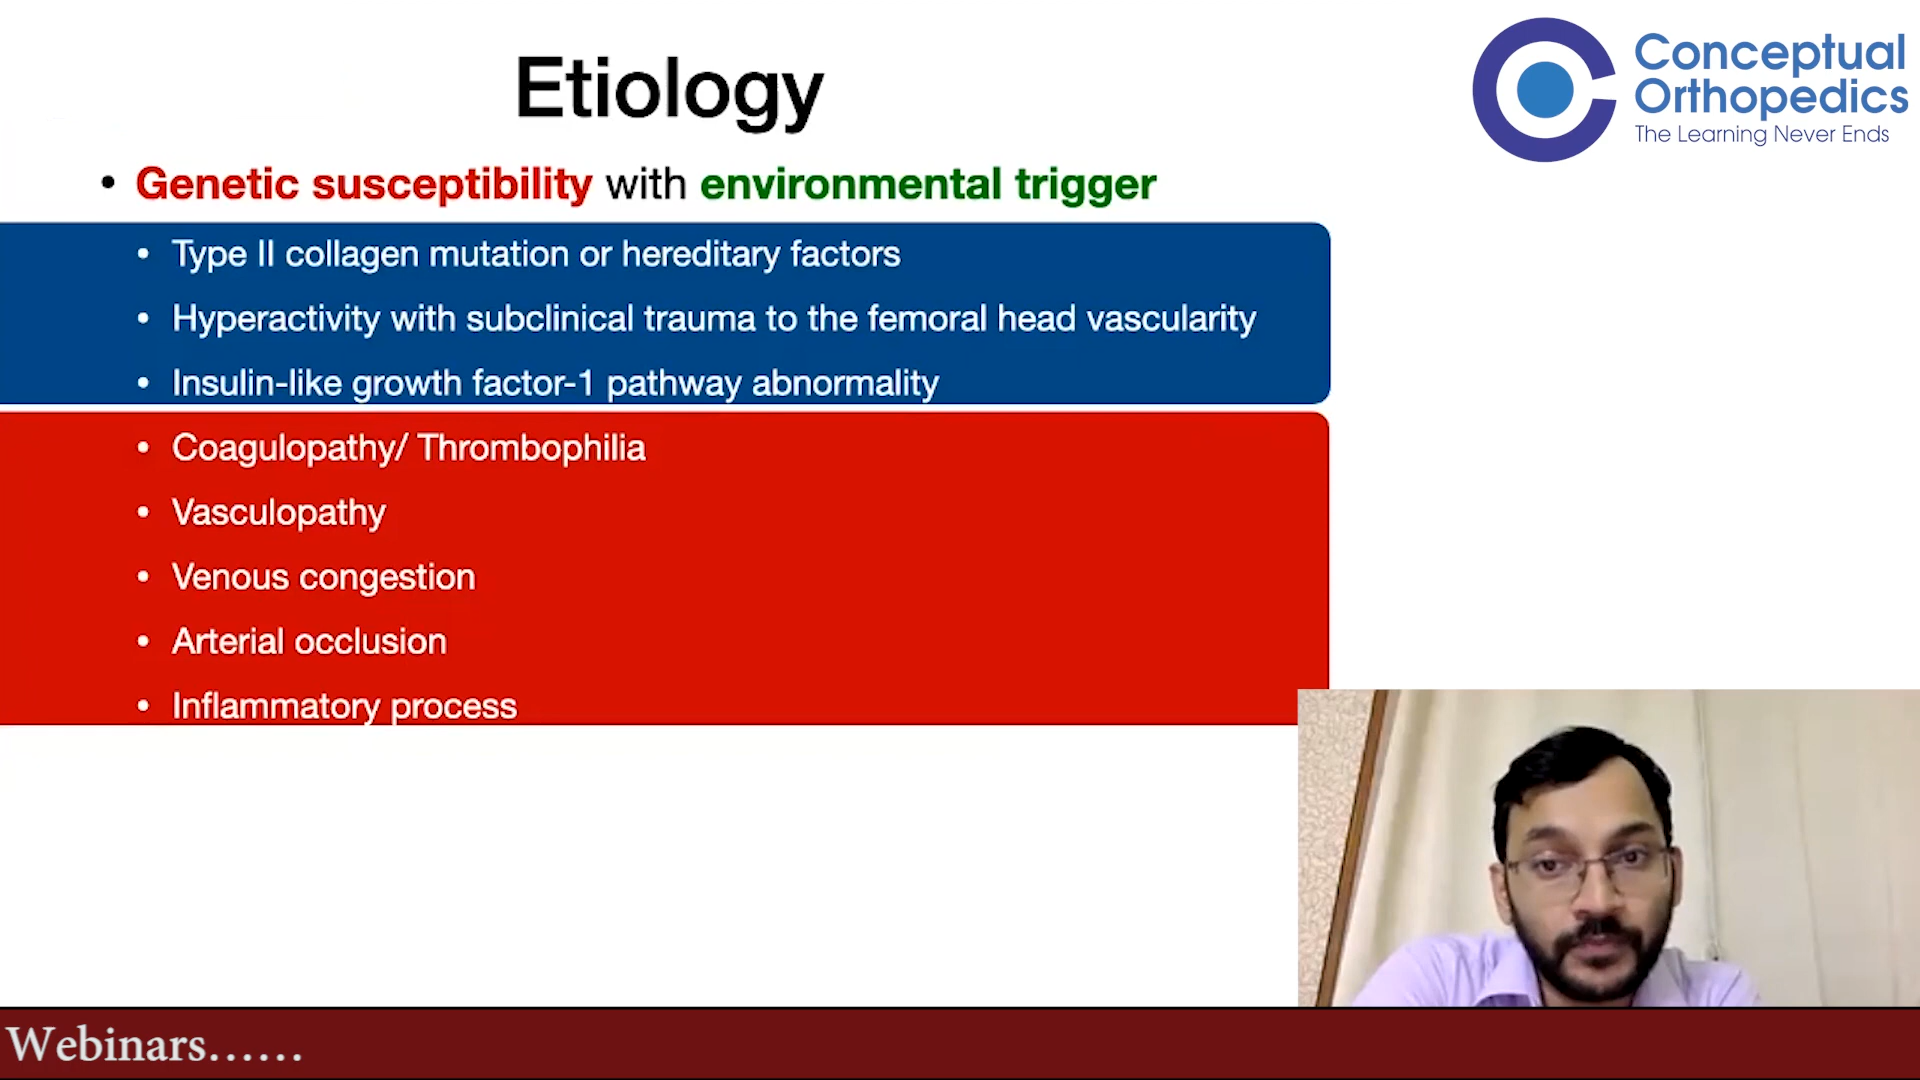 Etiology
Conceptual
Orthopedics
The Learning Never Ends
• Genetic susceptibility with environmental trigger
• Type II collagen mutation or hereditary factors
• Hyperactivity with subclinical trauma to the femoral head vascularity
• Insulin-like growth factor-1 pathway abnormality
• Coagulopathy/ Thrombophilia
• Vasculopathy
• Venous congestion
• Arterial occlusion
• Inflammatory process
Webinars......